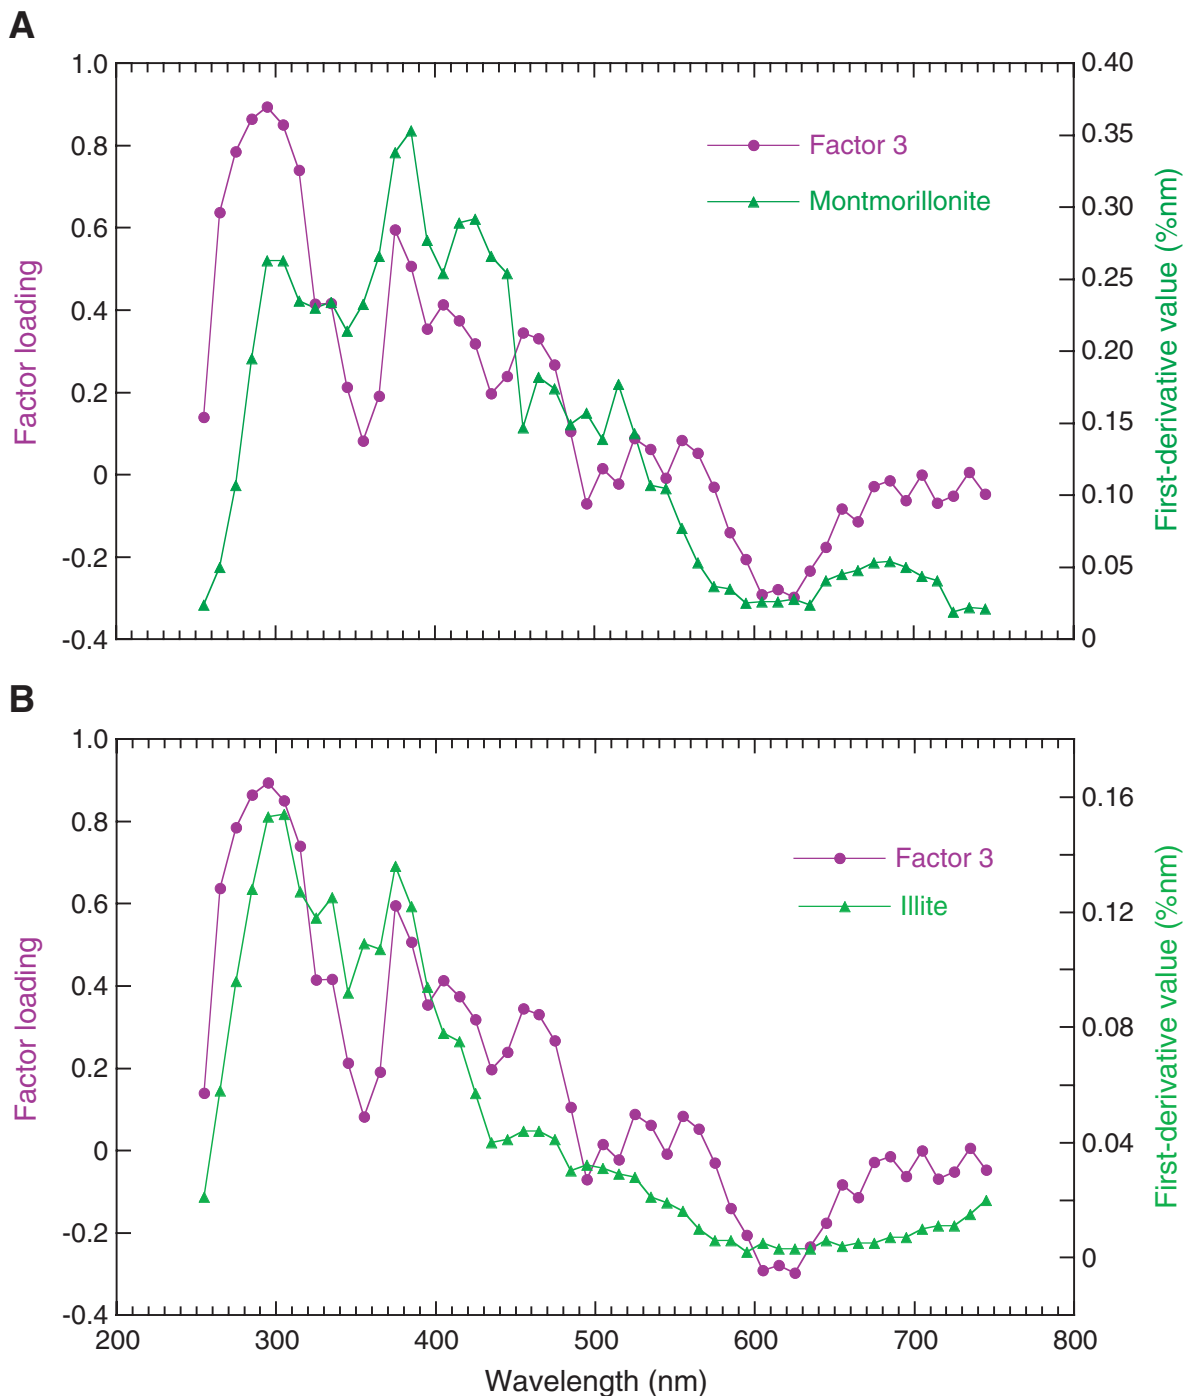 A
1.0
0.8
0.6
0.4
0.2
0
-0.2
-0.4
Factor loading
0.40
0.35
0.30
0.25
0.20
0.15
0.10
0.05
0
First-derivative value (%nm)
Factor 3
Montmorillonite
B
1.0
0.8
0.6
0.4
0.2
0
-0.2
-0.4
Factor loading
0.16
0.12
0.08
0.04
0
First-derivative value (%nm)
Factor 3
Illite
200 300 400 500 600 700 800
Wavelength (nm)